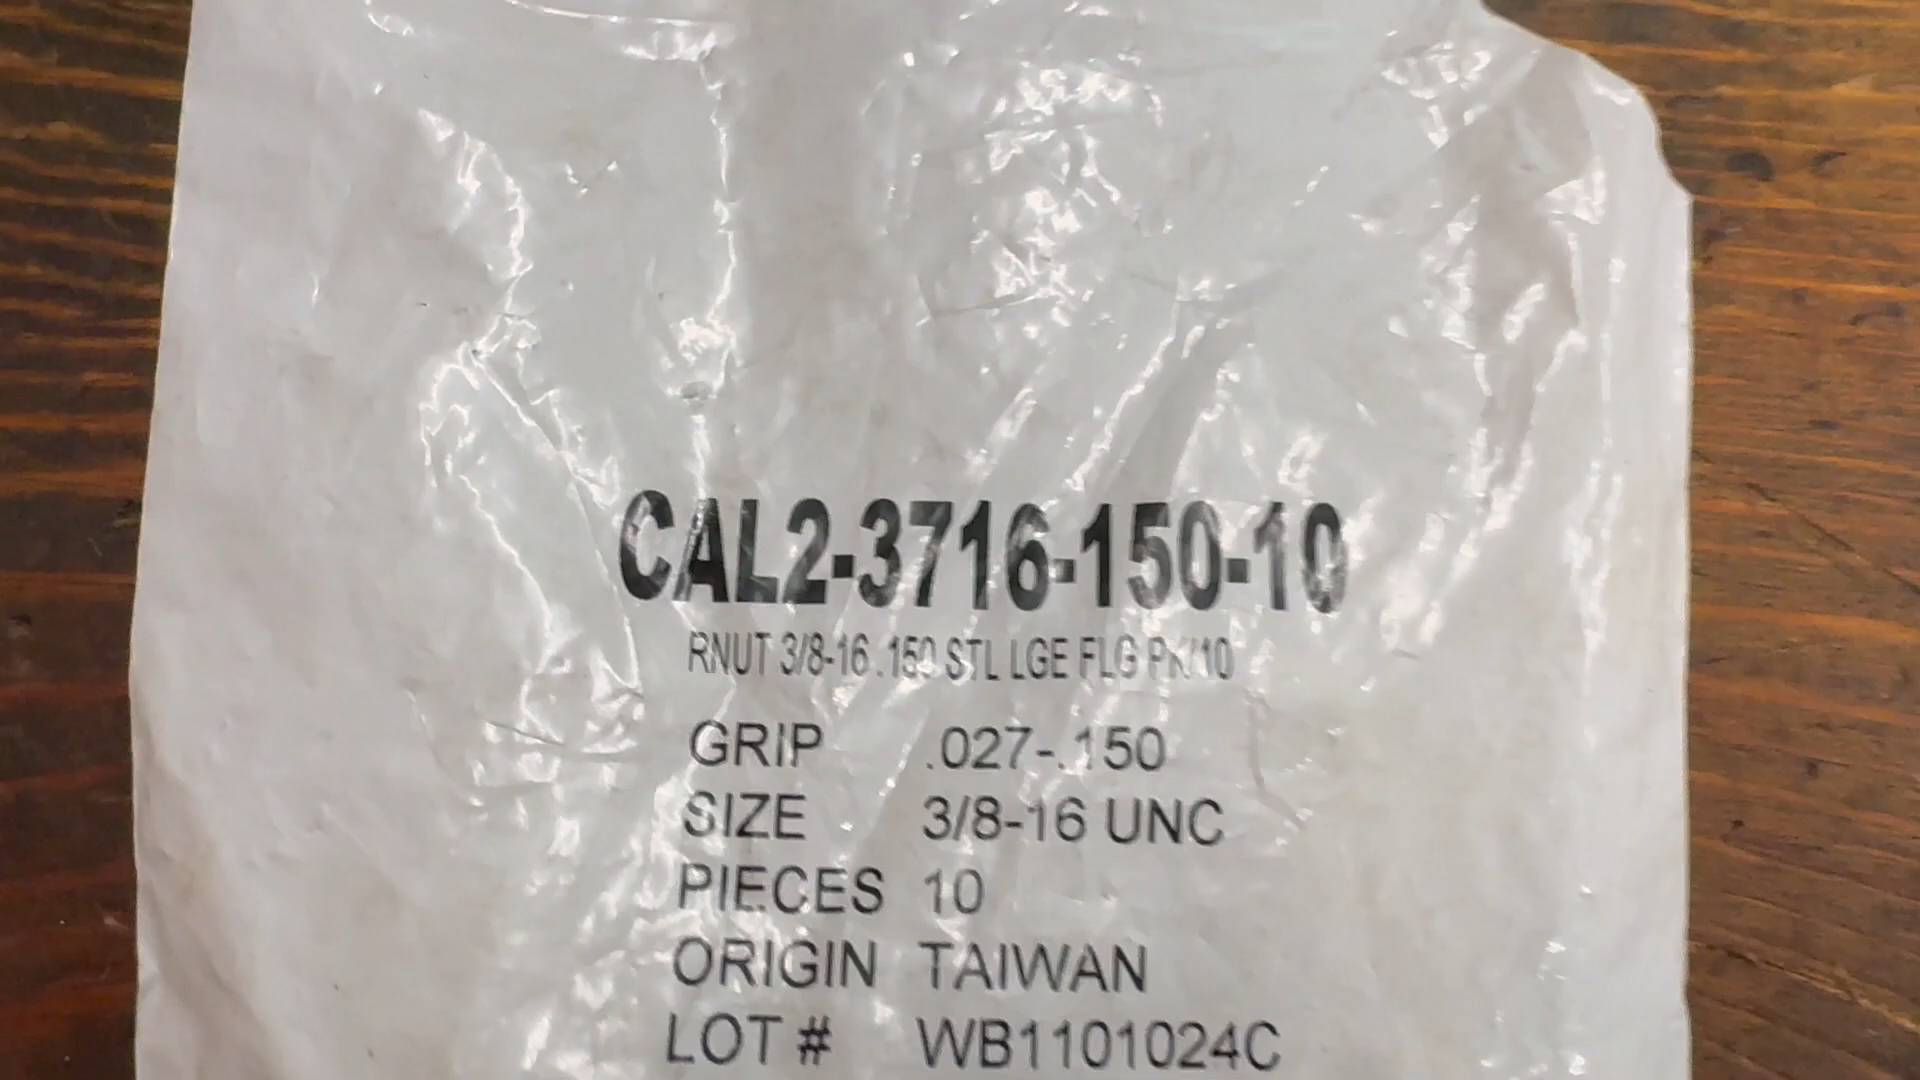 CAL2-3716-150-10
RNUT 3/8-16 .150 STL LGE FLG PK/10
GRIP .027-.150
SIZE 3/8-16 UNC
PIECES 10
ORIGIN TAIWAN
LOT # WB1101024C